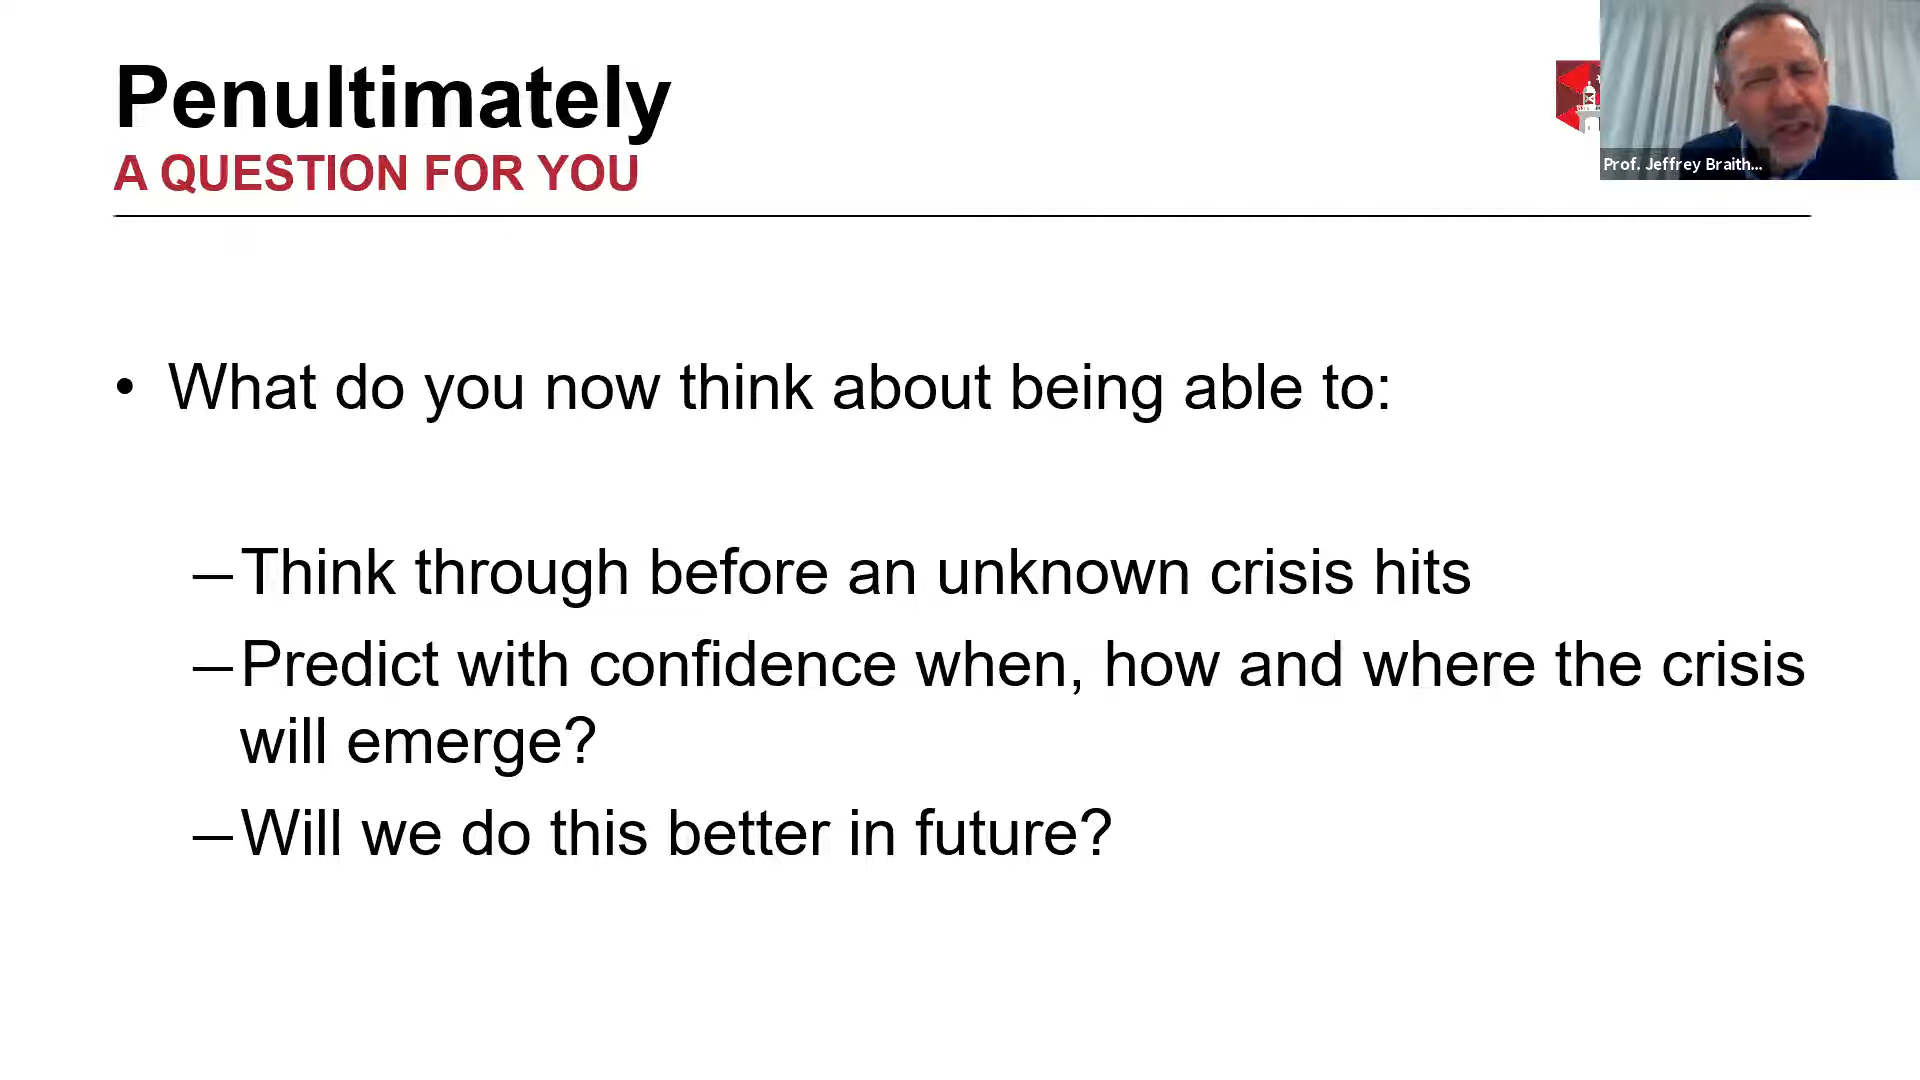 Penultimately
A QUESTION FOR YOU
Prof. Jeffrey Braith...
• What do you now think about being able to:
–Think through before an unknown crisis hits
–Predict with confidence when, how and where the crisis
will emerge?
–Will we do this better in future?